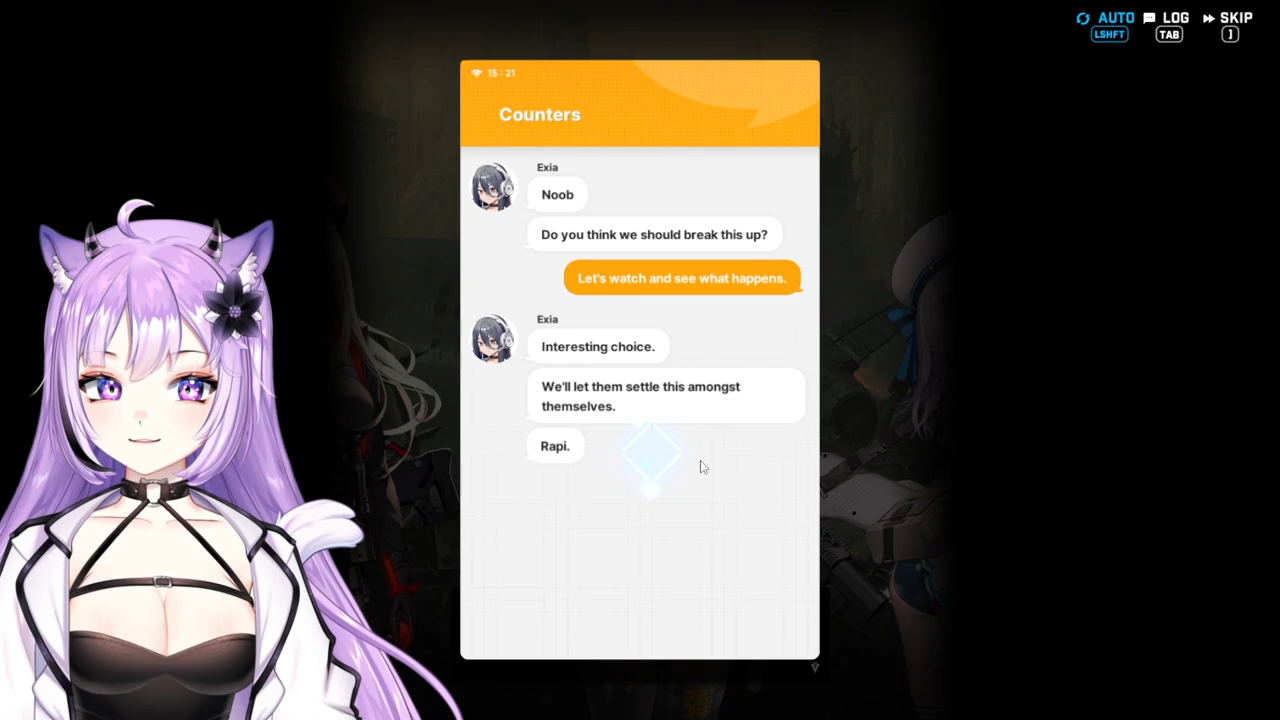 AUTO LOG SKIP
LSHFT TAB ]
15:21
Counters
Exia
Noob
Do you think we should break this up?
Let's watch and see what happens.
Exia
Interesting choice.
We'll let them settle this amongst
themselves.
Rapi.